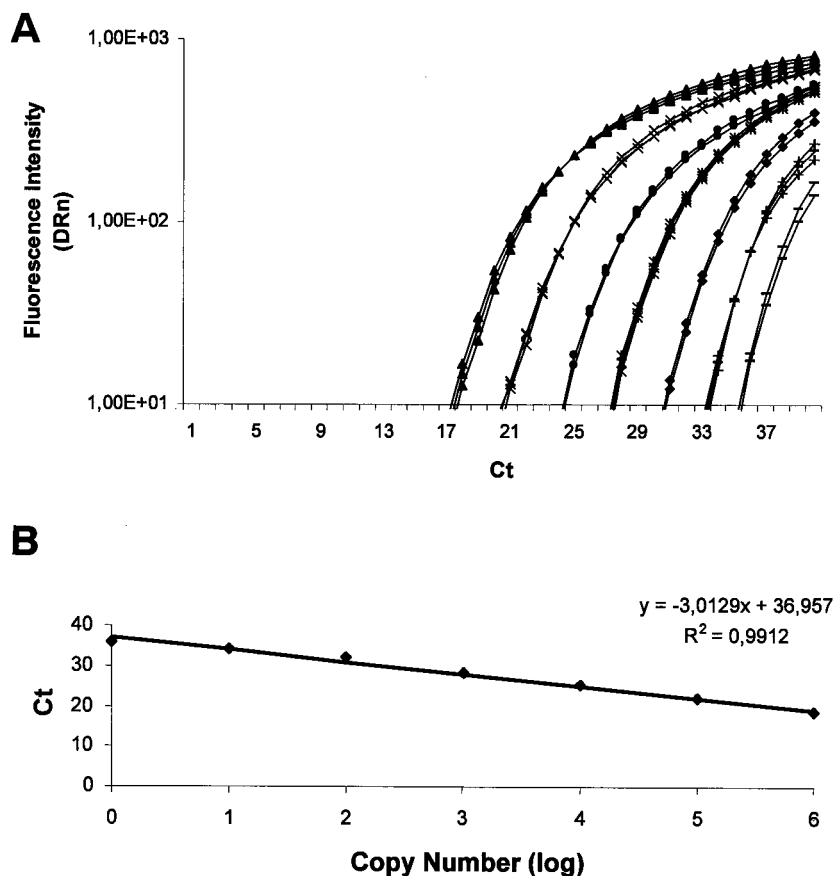 A
1,00E+03
1,00E+02
1,00E+01
Fluorescence Intensity
(DRn)
1 5 9 13 17 21 25 29 33 37
Ct
B
y = -3,0129x + 36,957
R² = 0,9912
40
30
20
10
0
Ct
0 1 2 3 4 5 6
Copy Number (log)